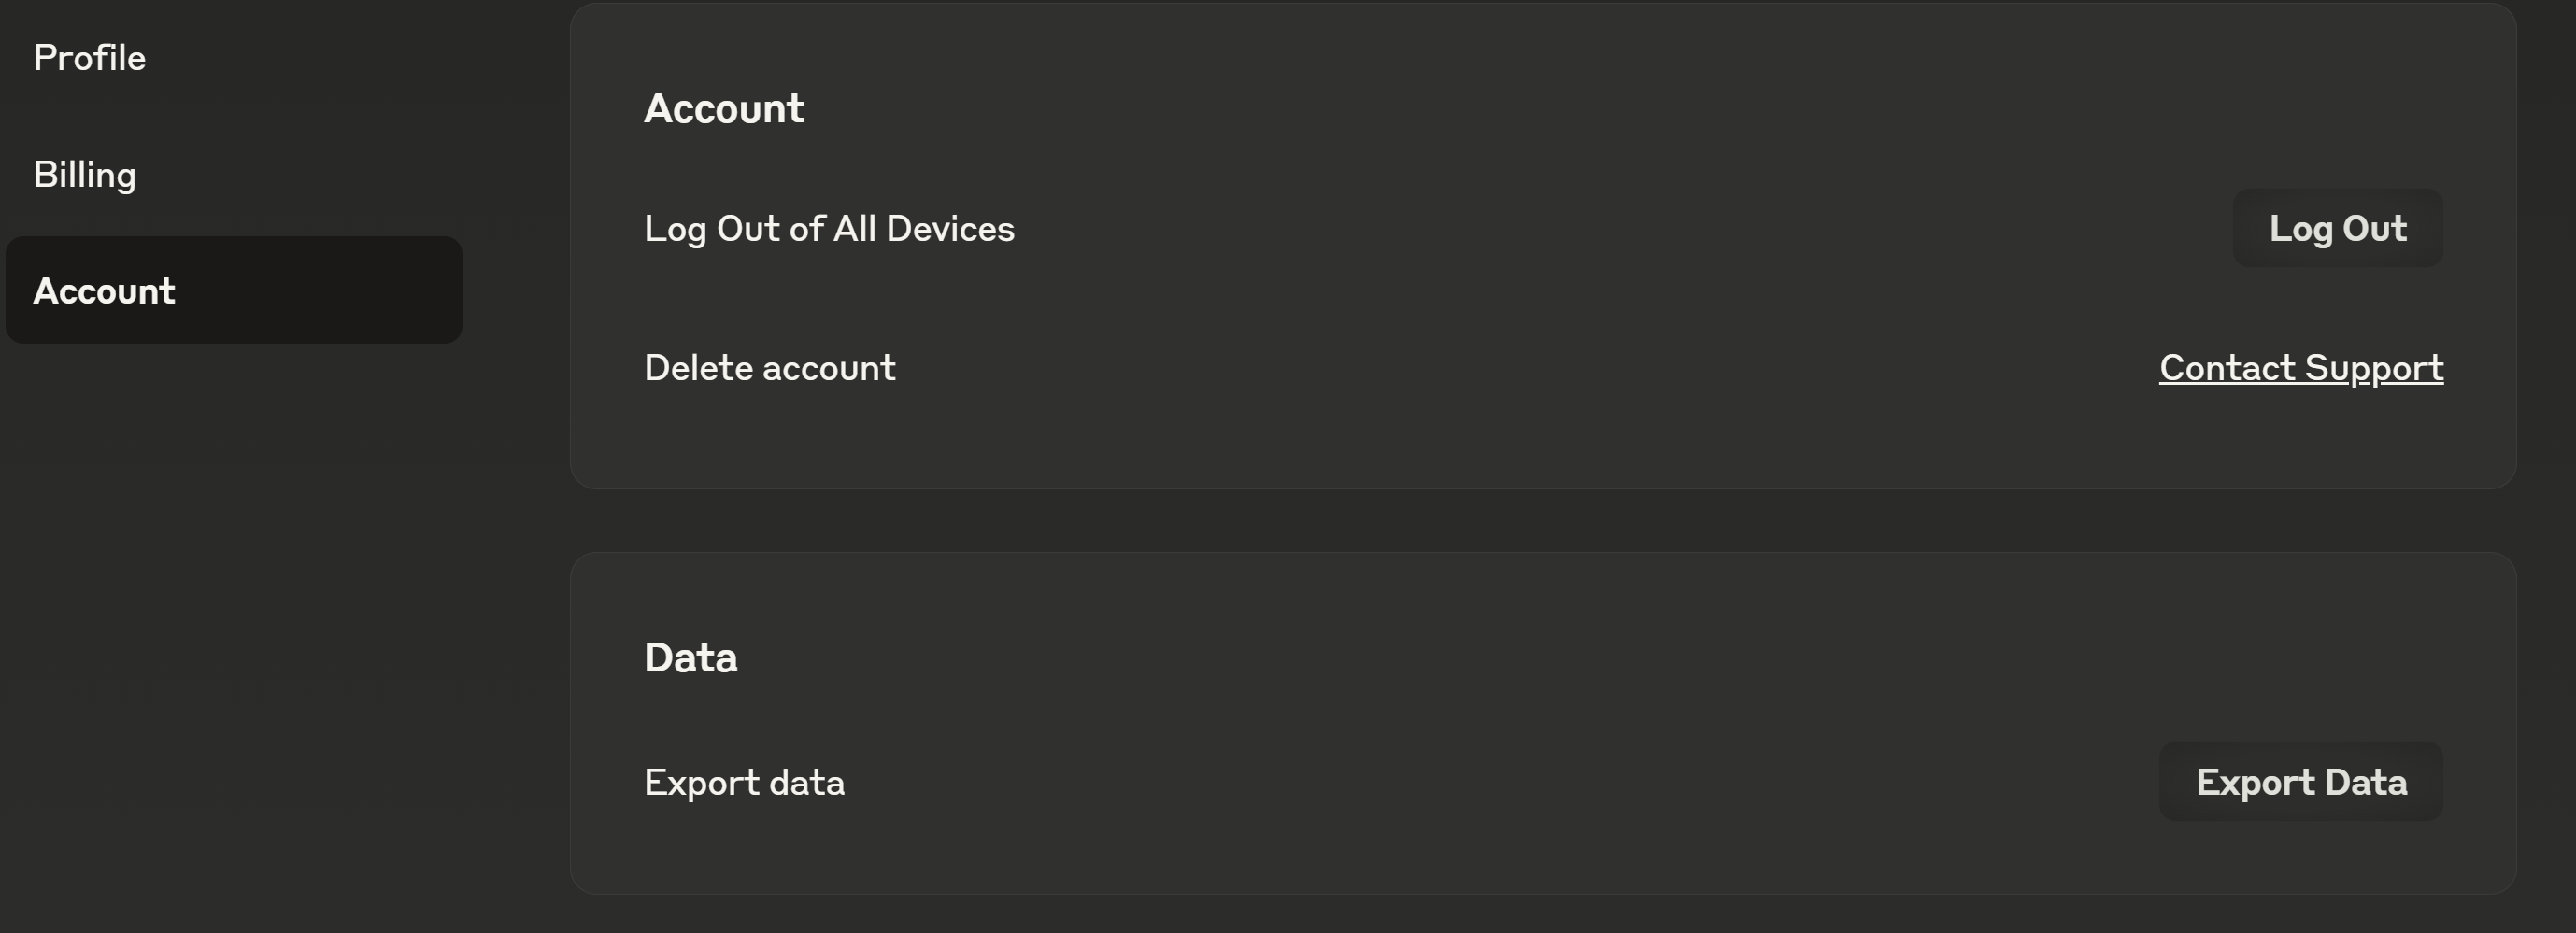 Profile
Billing
Account
Account
Log Out of All Devices
Log Out
Delete account
Contact Support
Data
Export data
Export Data